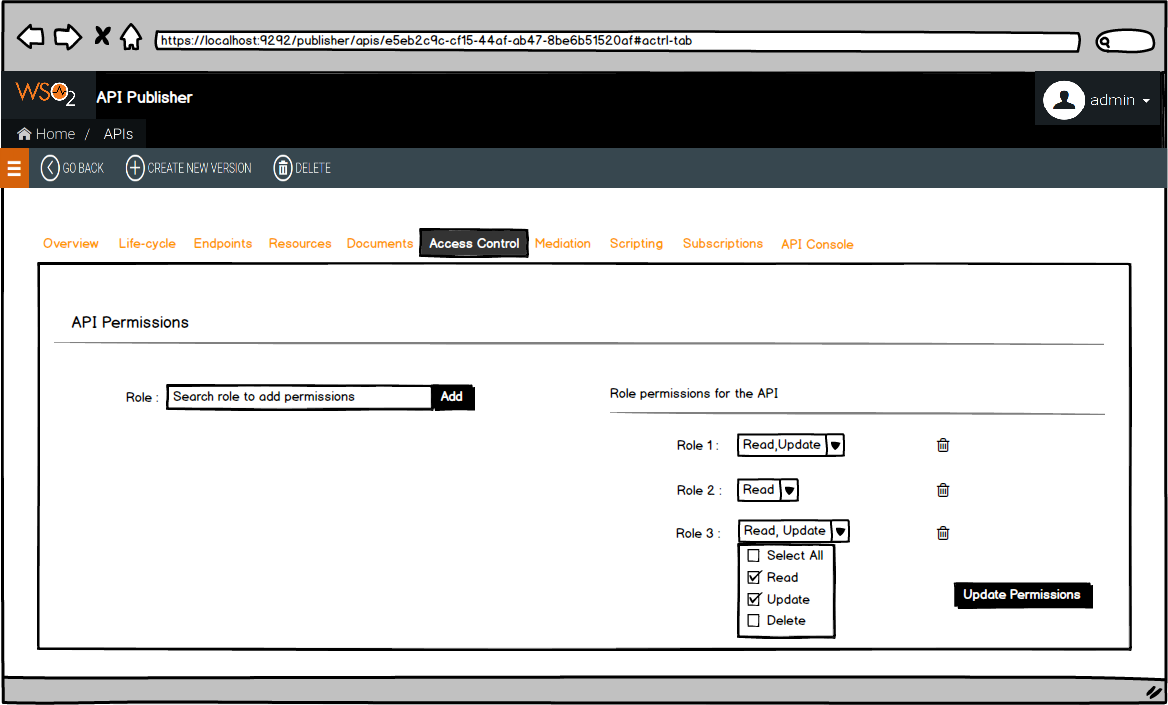 https://localhost:9292/publisher/apis/e5eb2c9c-cf15-44af-ab47-8be6b51520af#actrl-tab
WSO2 API Publisher
admin
Home / APIs
GO BACK CREATE NEW VERSION DELETE
Overview Life-cycle Endpoints Resources Documents Access Control Mediation Scripting Subscriptions API Console
API Permissions
Role : Search role to add permissions Add
Role permissions for the API
Role 1 : Read,Update
Role 2 : Read
Role 3 : Read, Update
Select All
Read
Update
Delete
Update Permissions